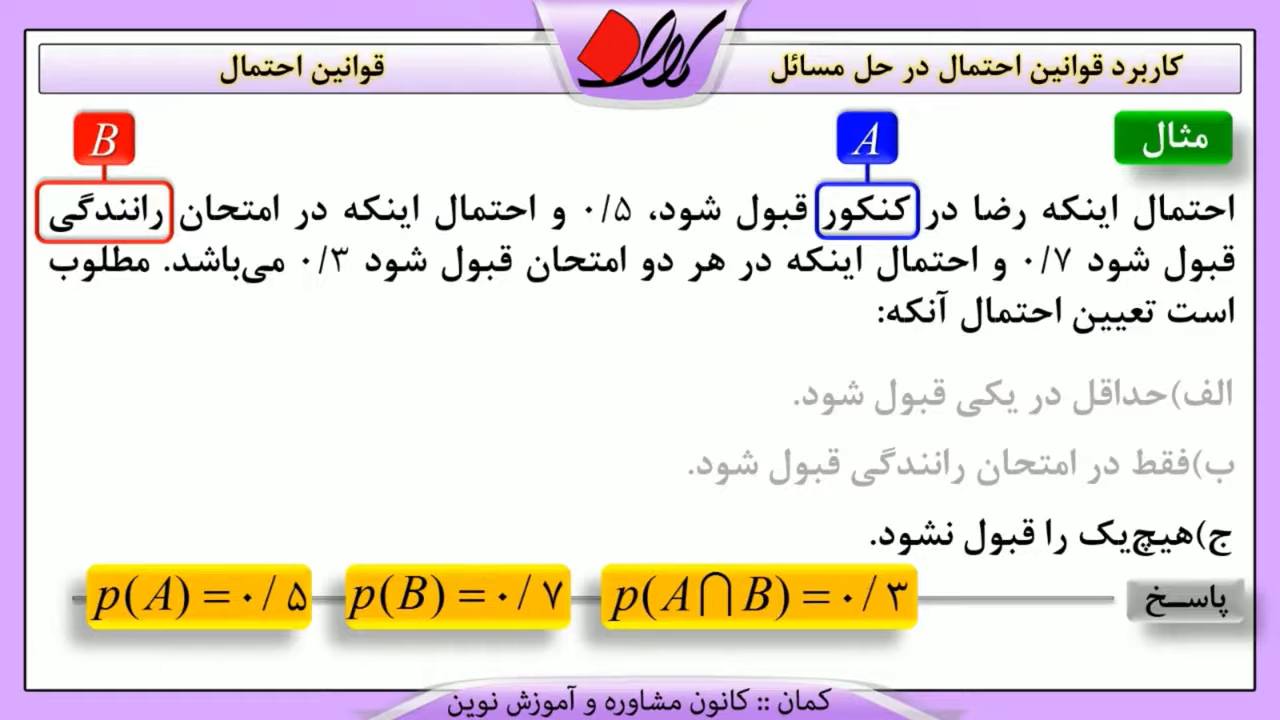 کاربرد قوانین احتمال در حل مسائل
قوانین احتمال
کمان
مثال
A
B
احتمال اینکه رضا در کنکور قبول شود، ۰/۵ و احتمال اینکه در امتحان رانندگی
قبول شود ۰/۷ و احتمال اینکه در هر دو امتحان قبول شود ۰/۳ می‌باشد. مطلوب
است تعیین احتمال آنکه:
الف)حداقل در یکی قبول شود.
ب)فقط در امتحان رانندگی قبول شود.
ج)هیچ‌یک را قبول نشود.
پاسخ
p(A)=۰/۵ p(B)=۰/۷ p(A⋂B)=۰/۳
کمان :: کانون مشاوره و آموزش نوین